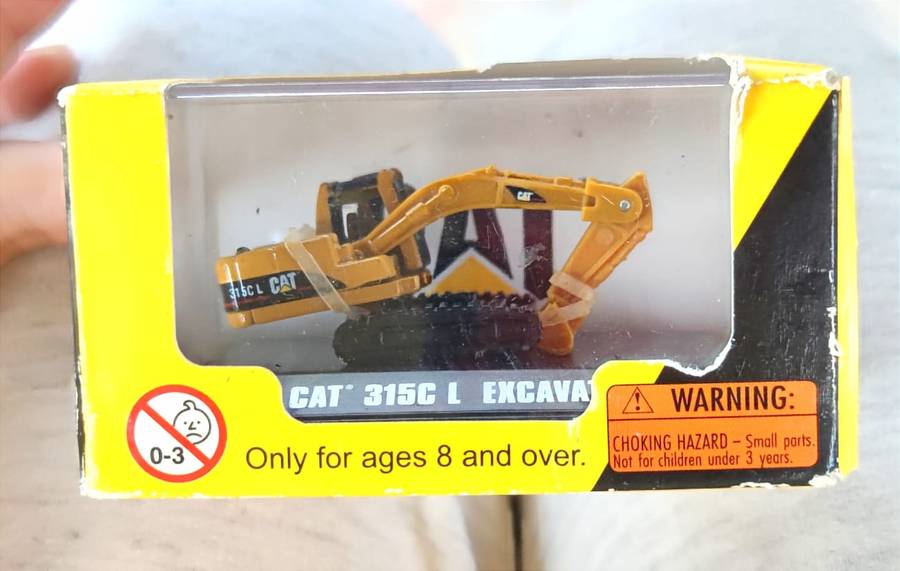 CAT
CAT
315C L CAT
CAT® 315C L EXCAVAT
0-3
Only for ages 8 and over.
WARNING:
CHOKING HAZARD – Small parts.
Not for children under 3 years.